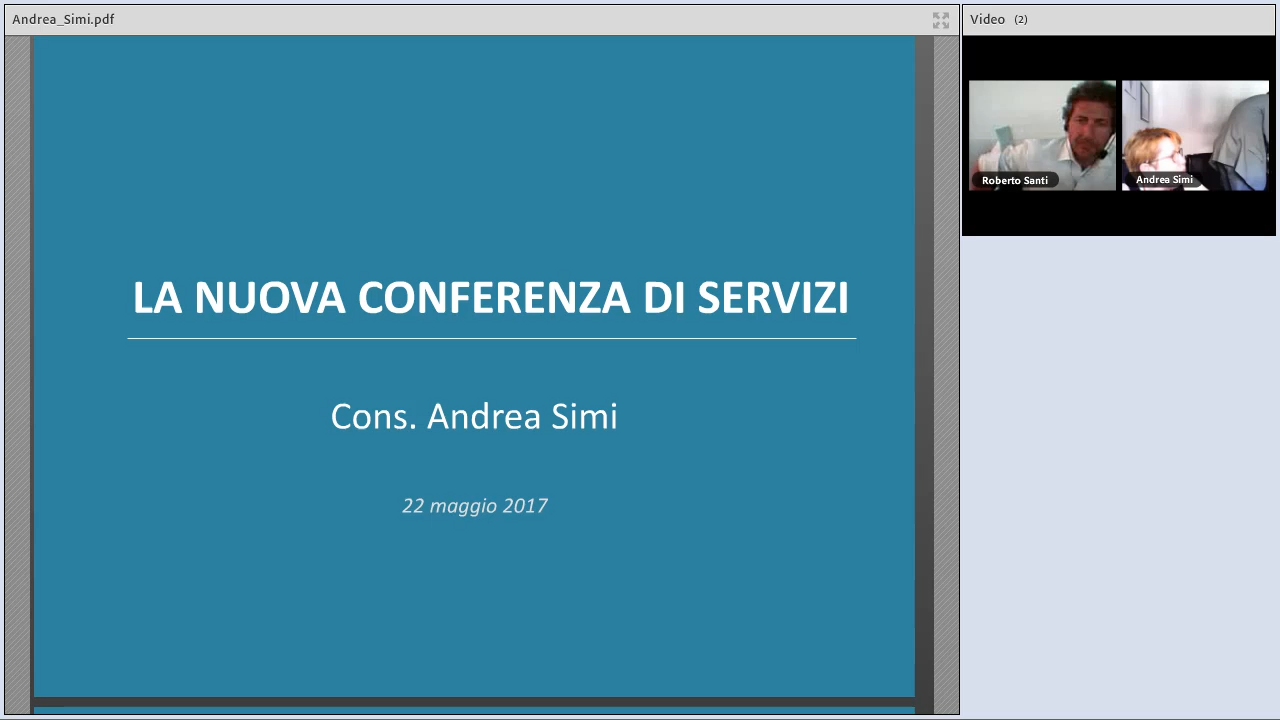 Andrea_Simi.pdf
Video (2)
Roberto Santi
Andrea Simi
LA NUOVA CONFERENZA DI SERVIZI
Cons. Andrea Simi
22 maggio 2017